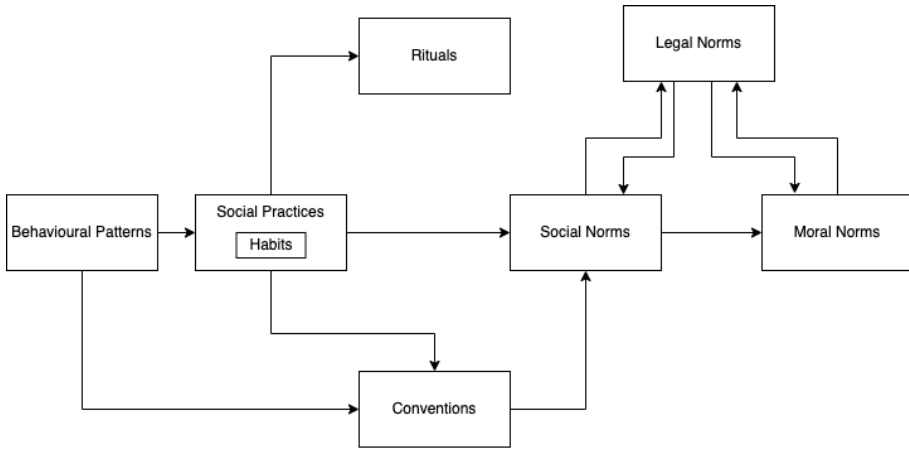 Legal Norms
Rituals
Behavioural Patterns
Social Practices
Habits
Social Norms
Moral Norms
Conventions